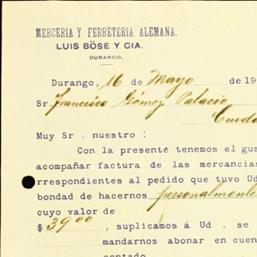 MERCERIA Y FERRETERIA ALEMANA.
LUIS BÖSE Y CIA.
DURANGO.
Durango, 16 de Mayo de 19
Sr Francisco Gómez Palacio
Muy Sr . nuestro :
Con la presente tenemos el gus
acompañar factura de las mercancias
rrespondientes al pedido que tuvo Ud
bondad de hacernos personalmente
cuyo valor de
$ 39.00 , suplicamos á Ud . se
mandarnos abonar en cuen
contado